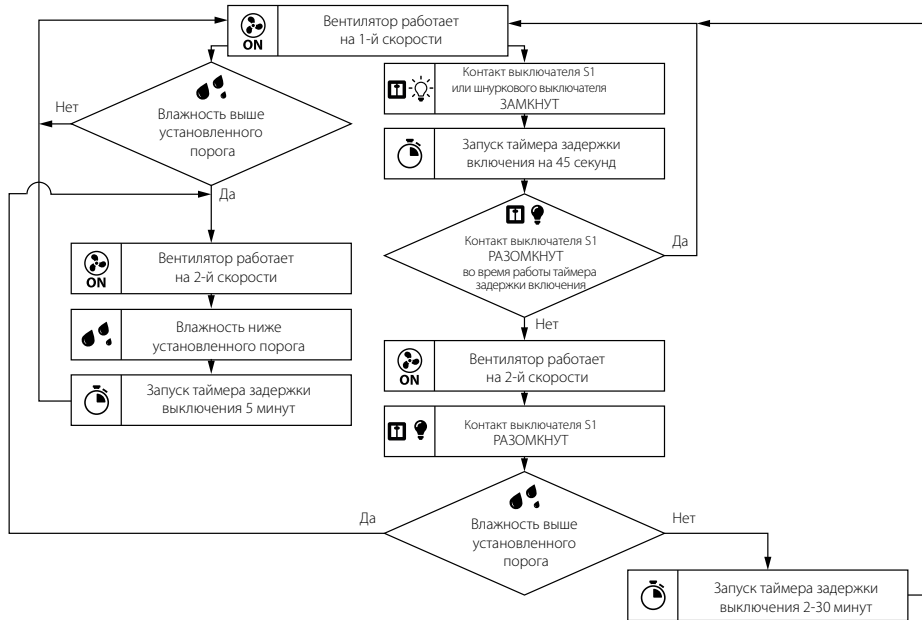 ON
Вентилятор работает
на 1-й скорости
Нет
Влажность выше
установленного
порога
Да
ON
Вентилятор работает
на 2-й скорости
Влажность ниже
установленного порога
Запуск таймера задержки
выключения 5 минут
Контакт выключателя S1
или шнуркового выключателя
ЗАМКНУТ
Запуск таймера задержки
включения на 45 секунд
Контакт выключателя S1
РАЗОМКНУТ
во время работы таймера
задержки включения
Да
Нет
ON
Вентилятор работает
на 2-й скорости
Контакт выключателя S1
РАЗОМКНУТ
Да
Влажность выше
установленного
порога
Нет
Запуск таймера задержки
выключения 2-30 минут